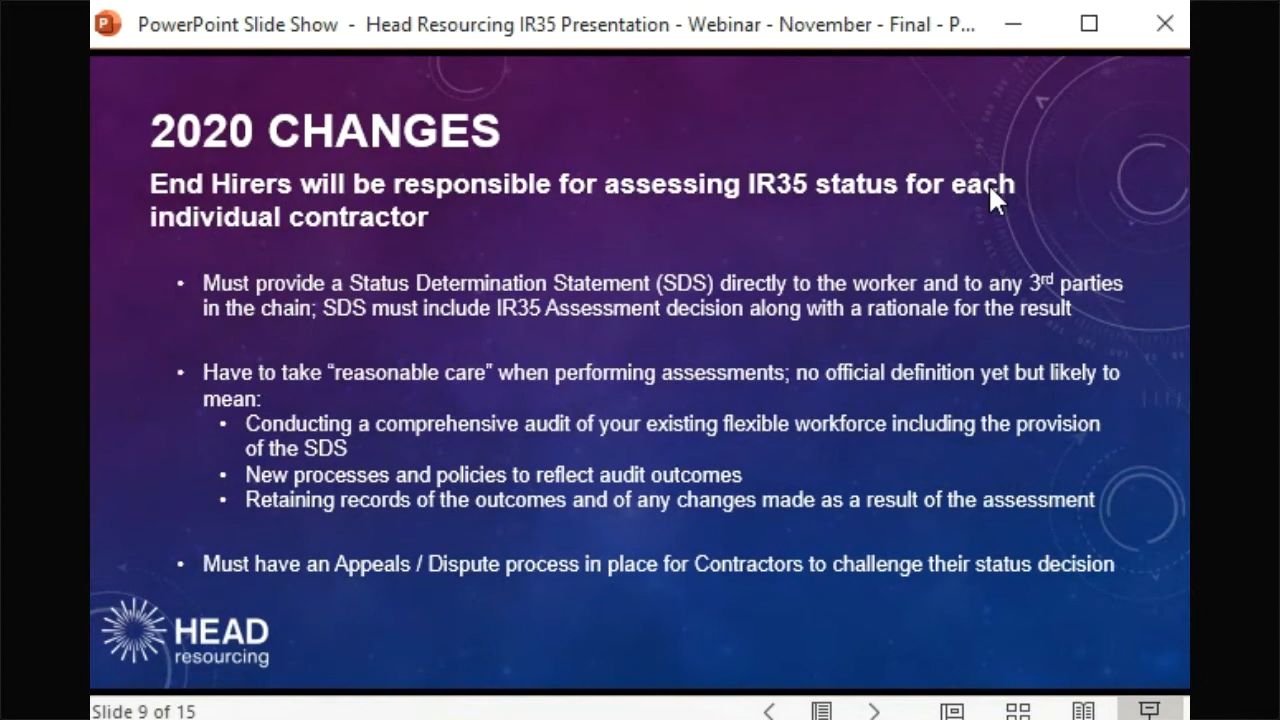 PowerPoint Slide Show - Head Resourcing IR35 Presentation - Webinar - November - Final - P...
2020 CHANGES
End Hirers will be responsible for assessing IR35 status for each
individual contractor
• Must provide a Status Determination Statement (SDS) directly to the worker and to any 3rd parties
in the chain; SDS must include IR35 Assessment decision along with a rationale for the result
• Have to take “reasonable care” when performing assessments; no official definition yet but likely to
mean:
• Conducting a comprehensive audit of your existing flexible workforce including the provision
of the SDS
• New processes and policies to reflect audit outcomes
• Retaining records of the outcomes and of any changes made as a result of the assessment
• Must have an Appeals / Dispute process in place for Contractors to challenge their status decision
HEAD
resourcing
Slide 9 of 15